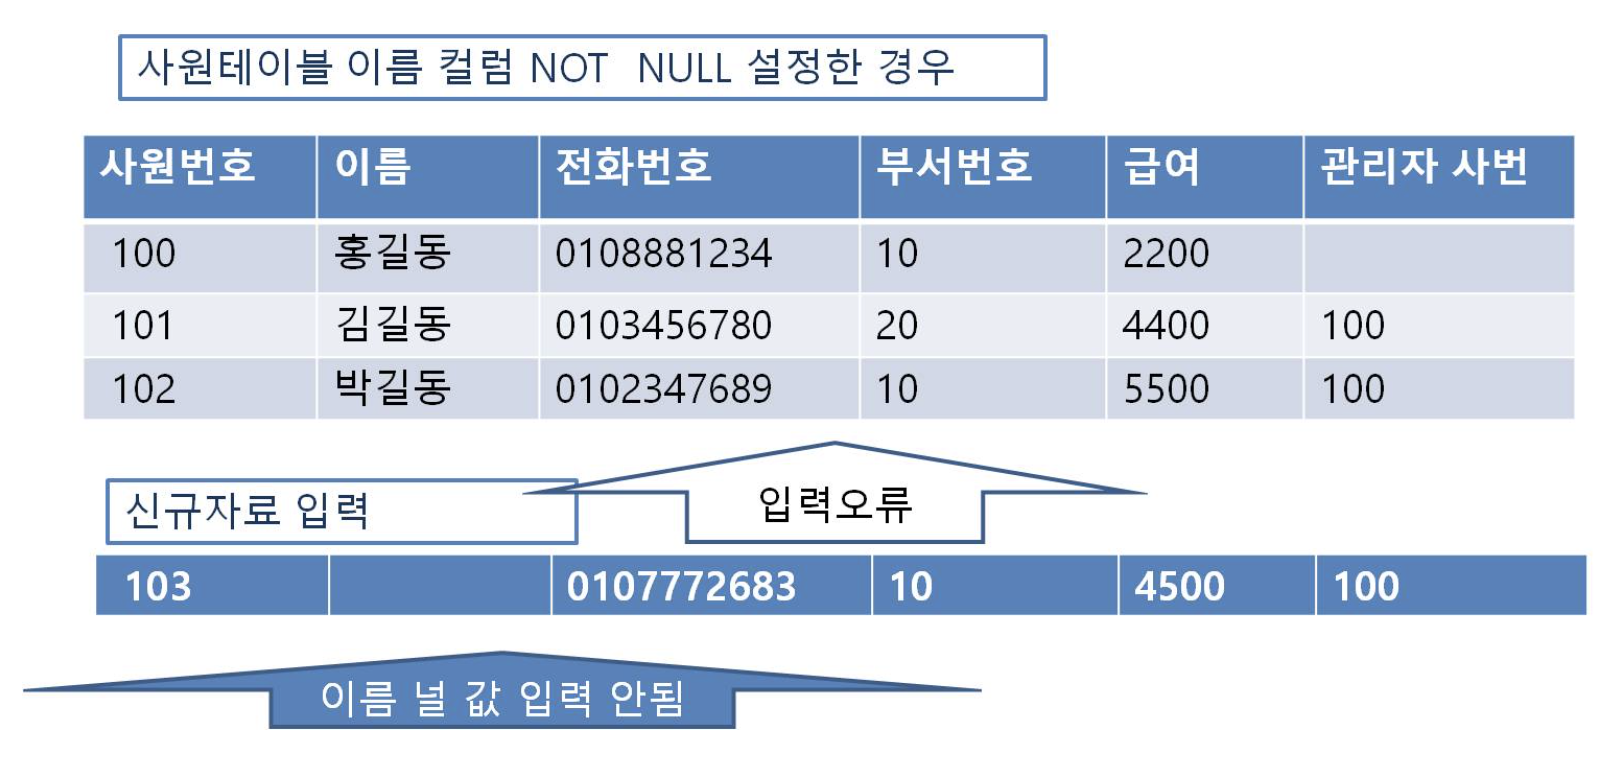 사원테이블 이름 컬럼 NOT NULL 설정한 경우
사원번호 이름 전화번호 부서번호 급여 관리자 사번
100 홍길동 0108881234 10 2200
101 김길동 0103456780 20 4400 100
102 박길동 0102347689 10 5500 100
신규자료 입력
입력오류
103 0107772683 10 4500 100
이름 널 값 입력 안됨